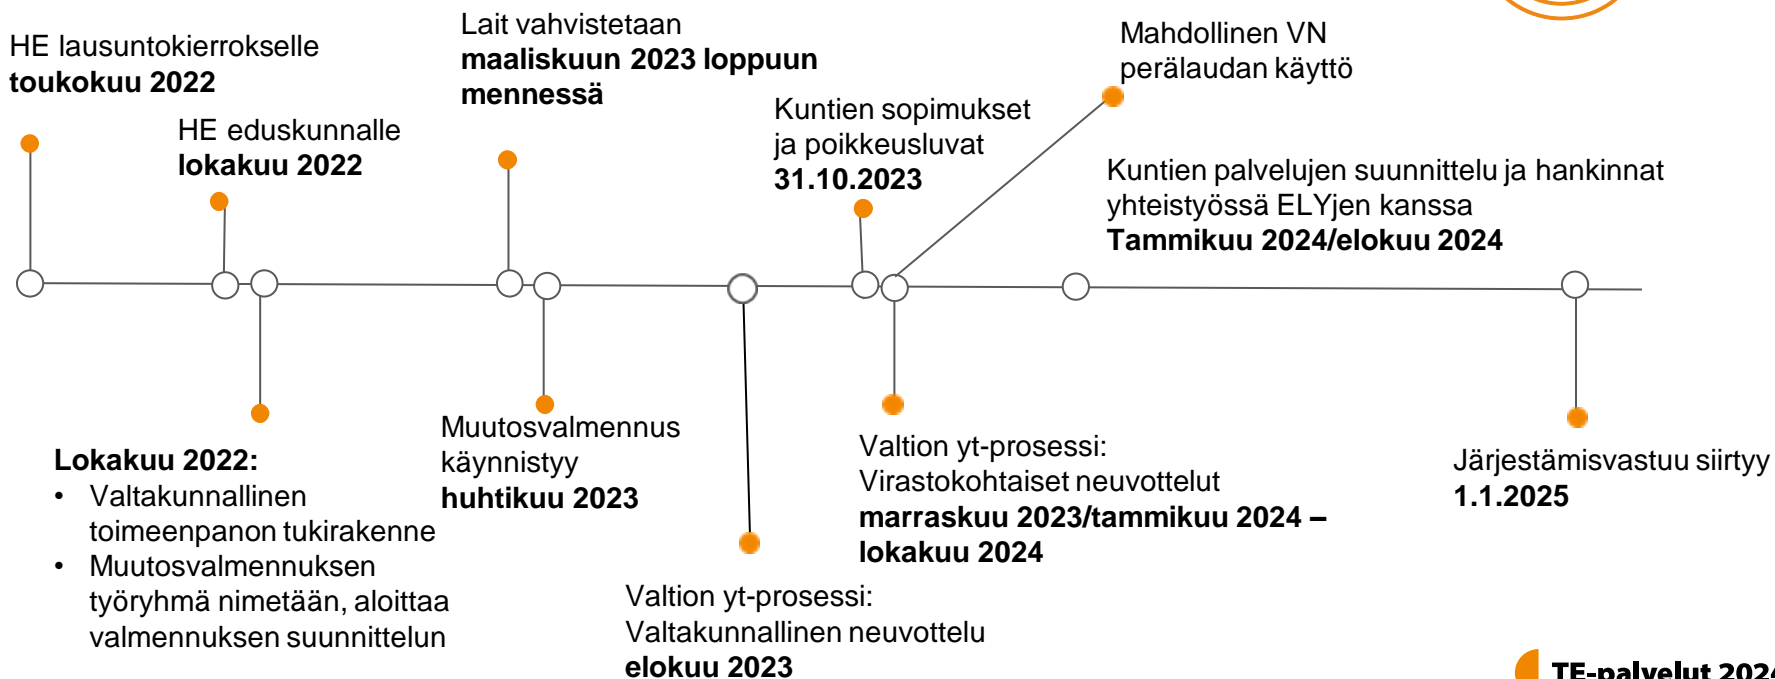 HE lausuntokierrokselle
toukokuu 2022
HE eduskunnalle
lokakuu 2022
Lait vahvistetaan
maaliskuun 2023 loppuun
mennessä
Kuntien sopimukset
ja poikkeusluvat
31.10.2023
Mahdollinen VN
perälaudan käyttö
Kuntien palvelujen suunnittelu ja hankinnat
yhteistyössä ELYjen kanssa
Tammikuu 2024/elokuu 2024
Lokakuu 2022:
• Valtakunnallinen
toimeenpanon tukirakenne
• Muutosvalmennuksen
työryhmä nimetään, aloittaa
valmennuksen suunnittelun
Muutosvalmennus
käynnistyy
huhtikuu 2023
Valtion yt-prosessi:
Valtakunnallinen neuvottelu
elokuu 2023
Valtion yt-prosessi:
Virastokohtaiset neuvottelut
marraskuu 2023/tammikuu 2024 –
lokakuu 2024
Järjestämisvastuu siirtyy
1.1.2025
TE-palvelut 2024